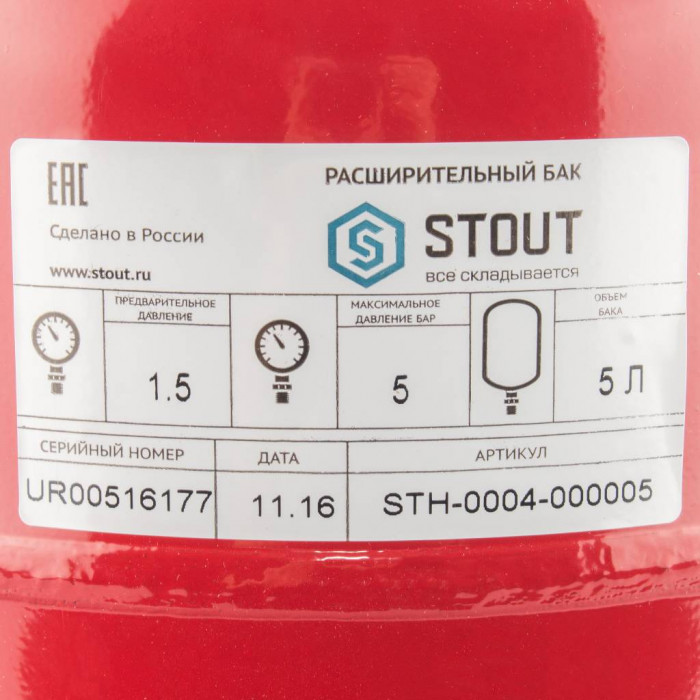 EAC
РАСШИРИТЕЛЬНЫЙ БАК
Сделано в России
S STOUT
www.stout.ru
все складывается
ПРЕДВАРИТЕЛЬНОЕ
ДАВЛЕНИЕ
1.5
МАКСИМАЛЬНОЕ
ДАВЛЕНИЕ БАР
5
ОБЪЕМ
БАКА
5 Л
СЕРИЙНЫЙ НОМЕР
UR00516177
ДАТА
11.16
АРТИКУЛ
STH-0004-000005